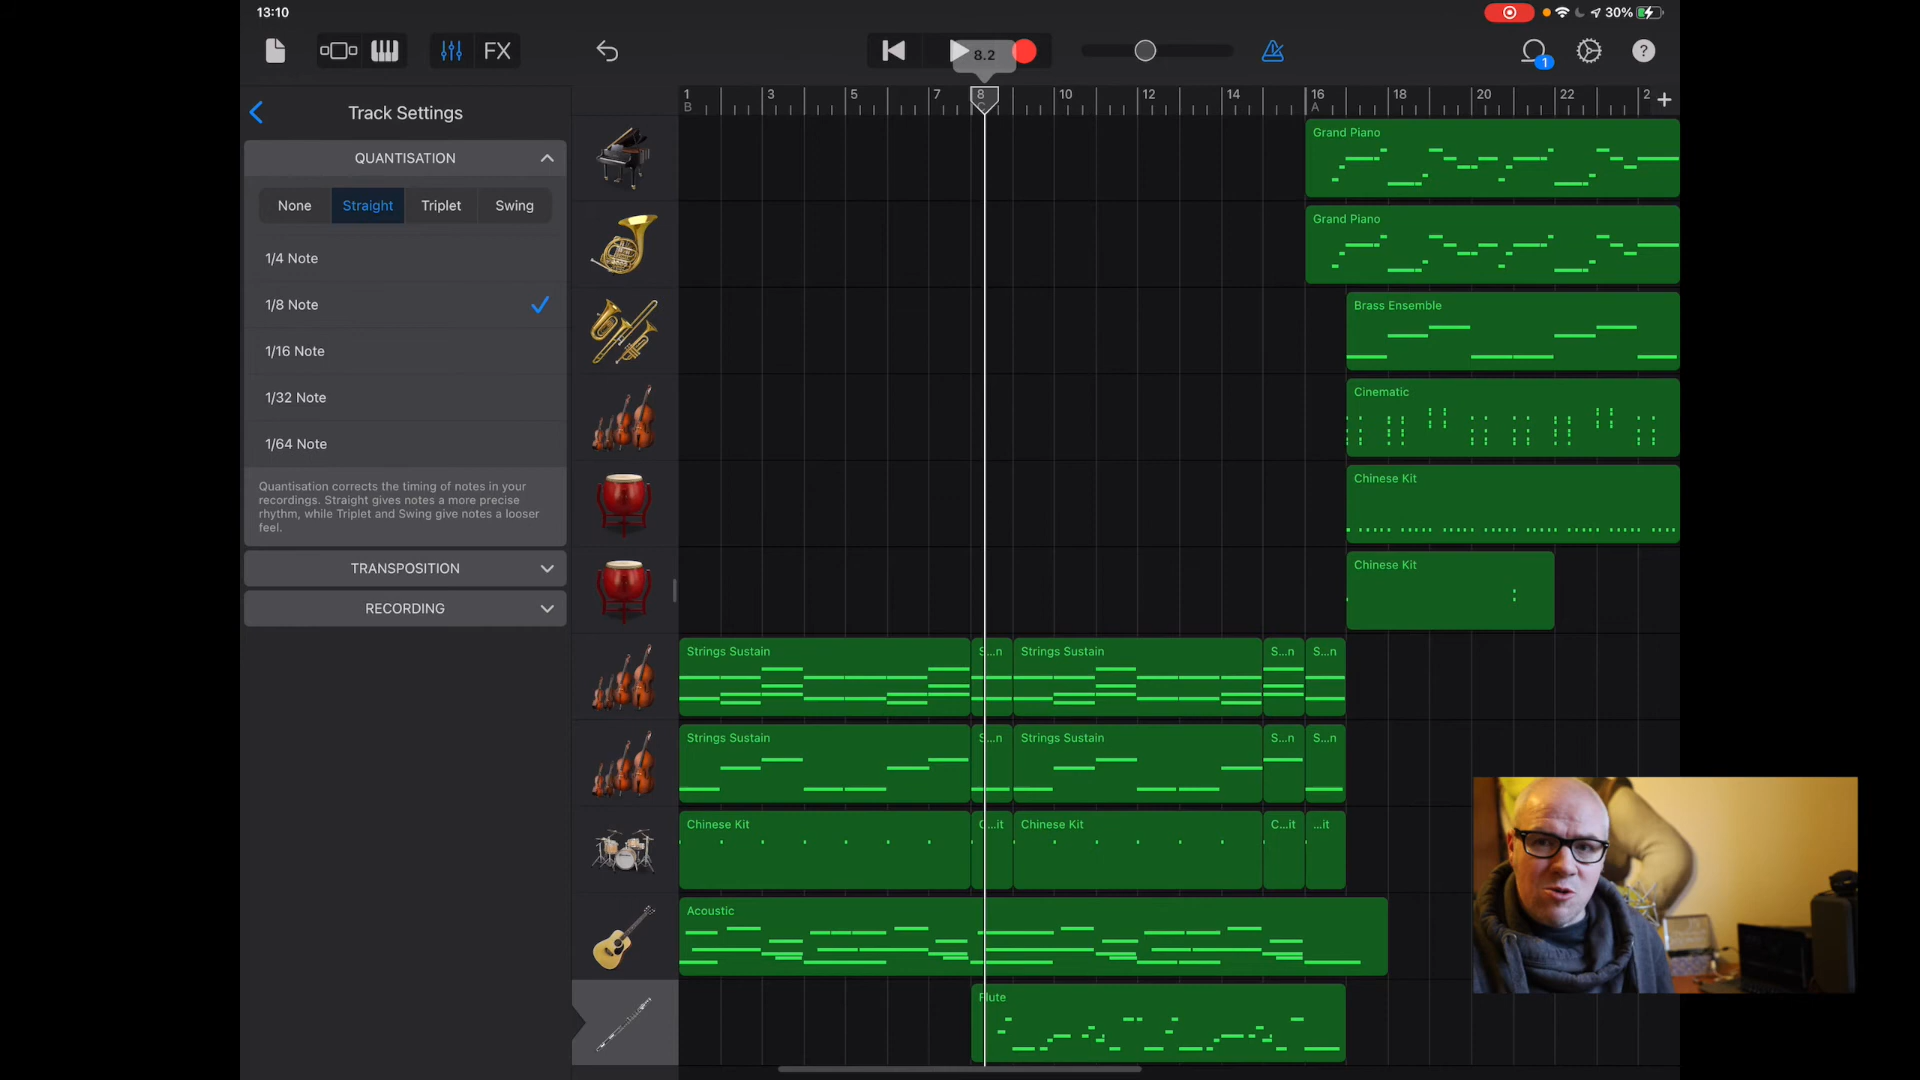 13:10
30%
FX
8.2
1
Track Settings
QUANTISATION
None Straight Triplet Swing
1/4 Note
1/8 Note
1/16 Note
1/32 Note
1/64 Note
Quantisation corrects the timing of notes in your
recordings. Straight gives notes a more precise
rhythm, while Triplet and Swing give notes a looser
feel.
TRANSPOSITION
RECORDING
1 3 5 7 8 10 12 14 16 18 20 22 2 +
B C A
Grand Piano
Grand Piano
Brass Ensemble
Cinematic
Chinese Kit
Chinese Kit
Strings Sustain S...n Strings Sustain S...n S...n
Strings Sustain S...n Strings Sustain S...n S...n
Chinese Kit C...it Chinese Kit C...it ...it
Acoustic
Flute